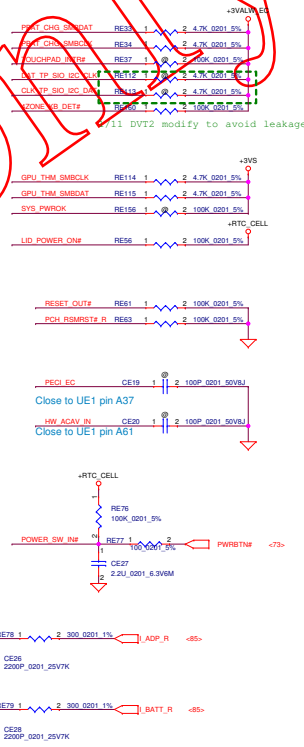 +3VALW_EC
PBAT_CHG_SMBDAT RE33 1 2 4.7K_0201_5%
PBAT_CHG_SMBCLK RE34 1 2 4.7K_0201_5%
TOUCHPAD_INTR# RE37 1 @ 2 100K_0201_5%
DAT_TP_SIO_I2C_CLK RE112 1 2 4.7K_0201_5%
CLK_TP_SIO_I2C_DAT RE113 1 @ 2 4.7K_0201_5%
2 100K_0201_5%
/11 DVT2 modify to avoid leakage
+3VS
GPU_THM_SMBCLK RE114 1 2 4.7K_0201_5%
GPU_THM_SMBDAT RE115 1 2 4.7K_0201_5%
SYS_PWROK RE156 1 @ 2 100K_0201_5%
+RTC_CELL
LID_POWER_ON# RE56 1 2 100K_0201_5%
RESET_OUT# RE61 1 2 100K_0201_5%
PCH_RSMRST#_R RE63 1 2 100K_0201_5%
@
PECI_EC CE19 1 2 100P_0201_50V8J
Close to UE1 pin A37
@
HW_ACAV_IN CE20 1 2 100P_0201_50V8J
Close to UE1 pin A61
+RTC_CELL
1
RE76
100K_0201_5%
2
POWER_SW_IN# RE77 1 2 PWRBTN# <73>
100_0201_5%
1
CE27
2.2U_0201_6.3V6M
2
RE78 1 2 300_0201_1% I_ADP_R <85>
CE26
2200P_0201_25V7K
RE79 1 2 300_0201_1% I_BATT_R <85>
CE28
2200P_0201_25V7K